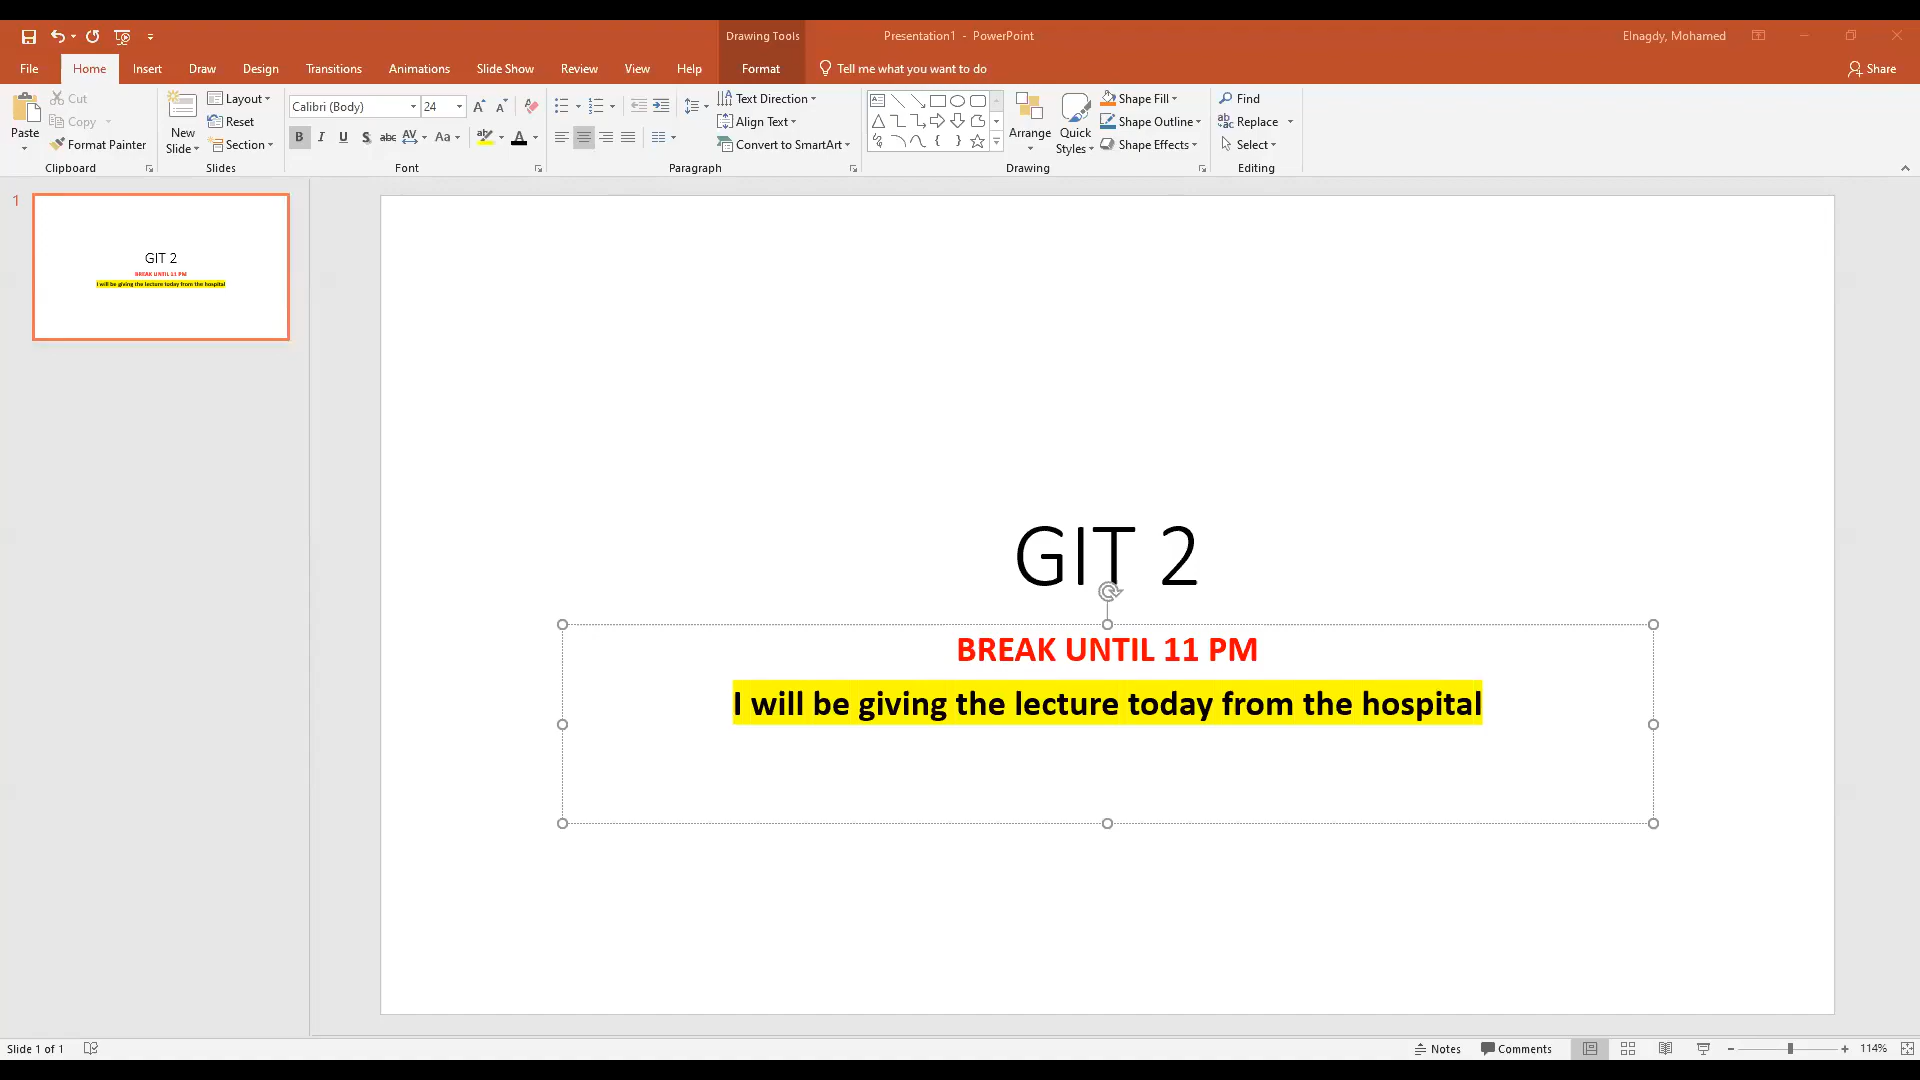 Drawing Tools
Presentation1 - PowerPoint
Elnagdy, Mohamed
File Home Insert Draw Design Transitions Animations Slide Show Review View Help Format Tell me what you want to do Share
Paste
Cut
Copy
Format Painter
Clipboard
New Slide
Layout
Reset
Section
Slides
Calibri (Body) 24
B I U S abc AV Aa A
Font
Text Direction
Align Text
Convert to SmartArt
Paragraph
Arrange
Quick Styles
Shape Fill
Shape Outline
Shape Effects
Drawing
Find
Replace
Select
Editing
1
GIT 2
BREAK UNTIL 11 PM
I will be giving the lecture today from the hospital
GIT 2
BREAK UNTIL 11 PM
I will be giving the lecture today from the hospital
Slide 1 of 1
Notes Comments 114%